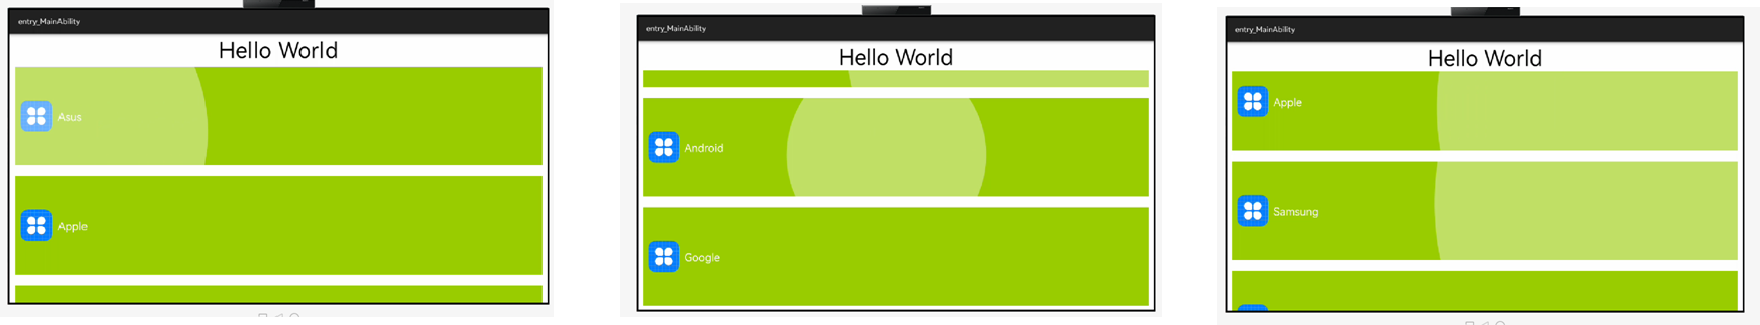 entry_MainAbility
Hello World
Asus
Apple
entry_MainAbility
Hello World
Android
Google
entry_MainAbility
Hello World
Apple
Samsung